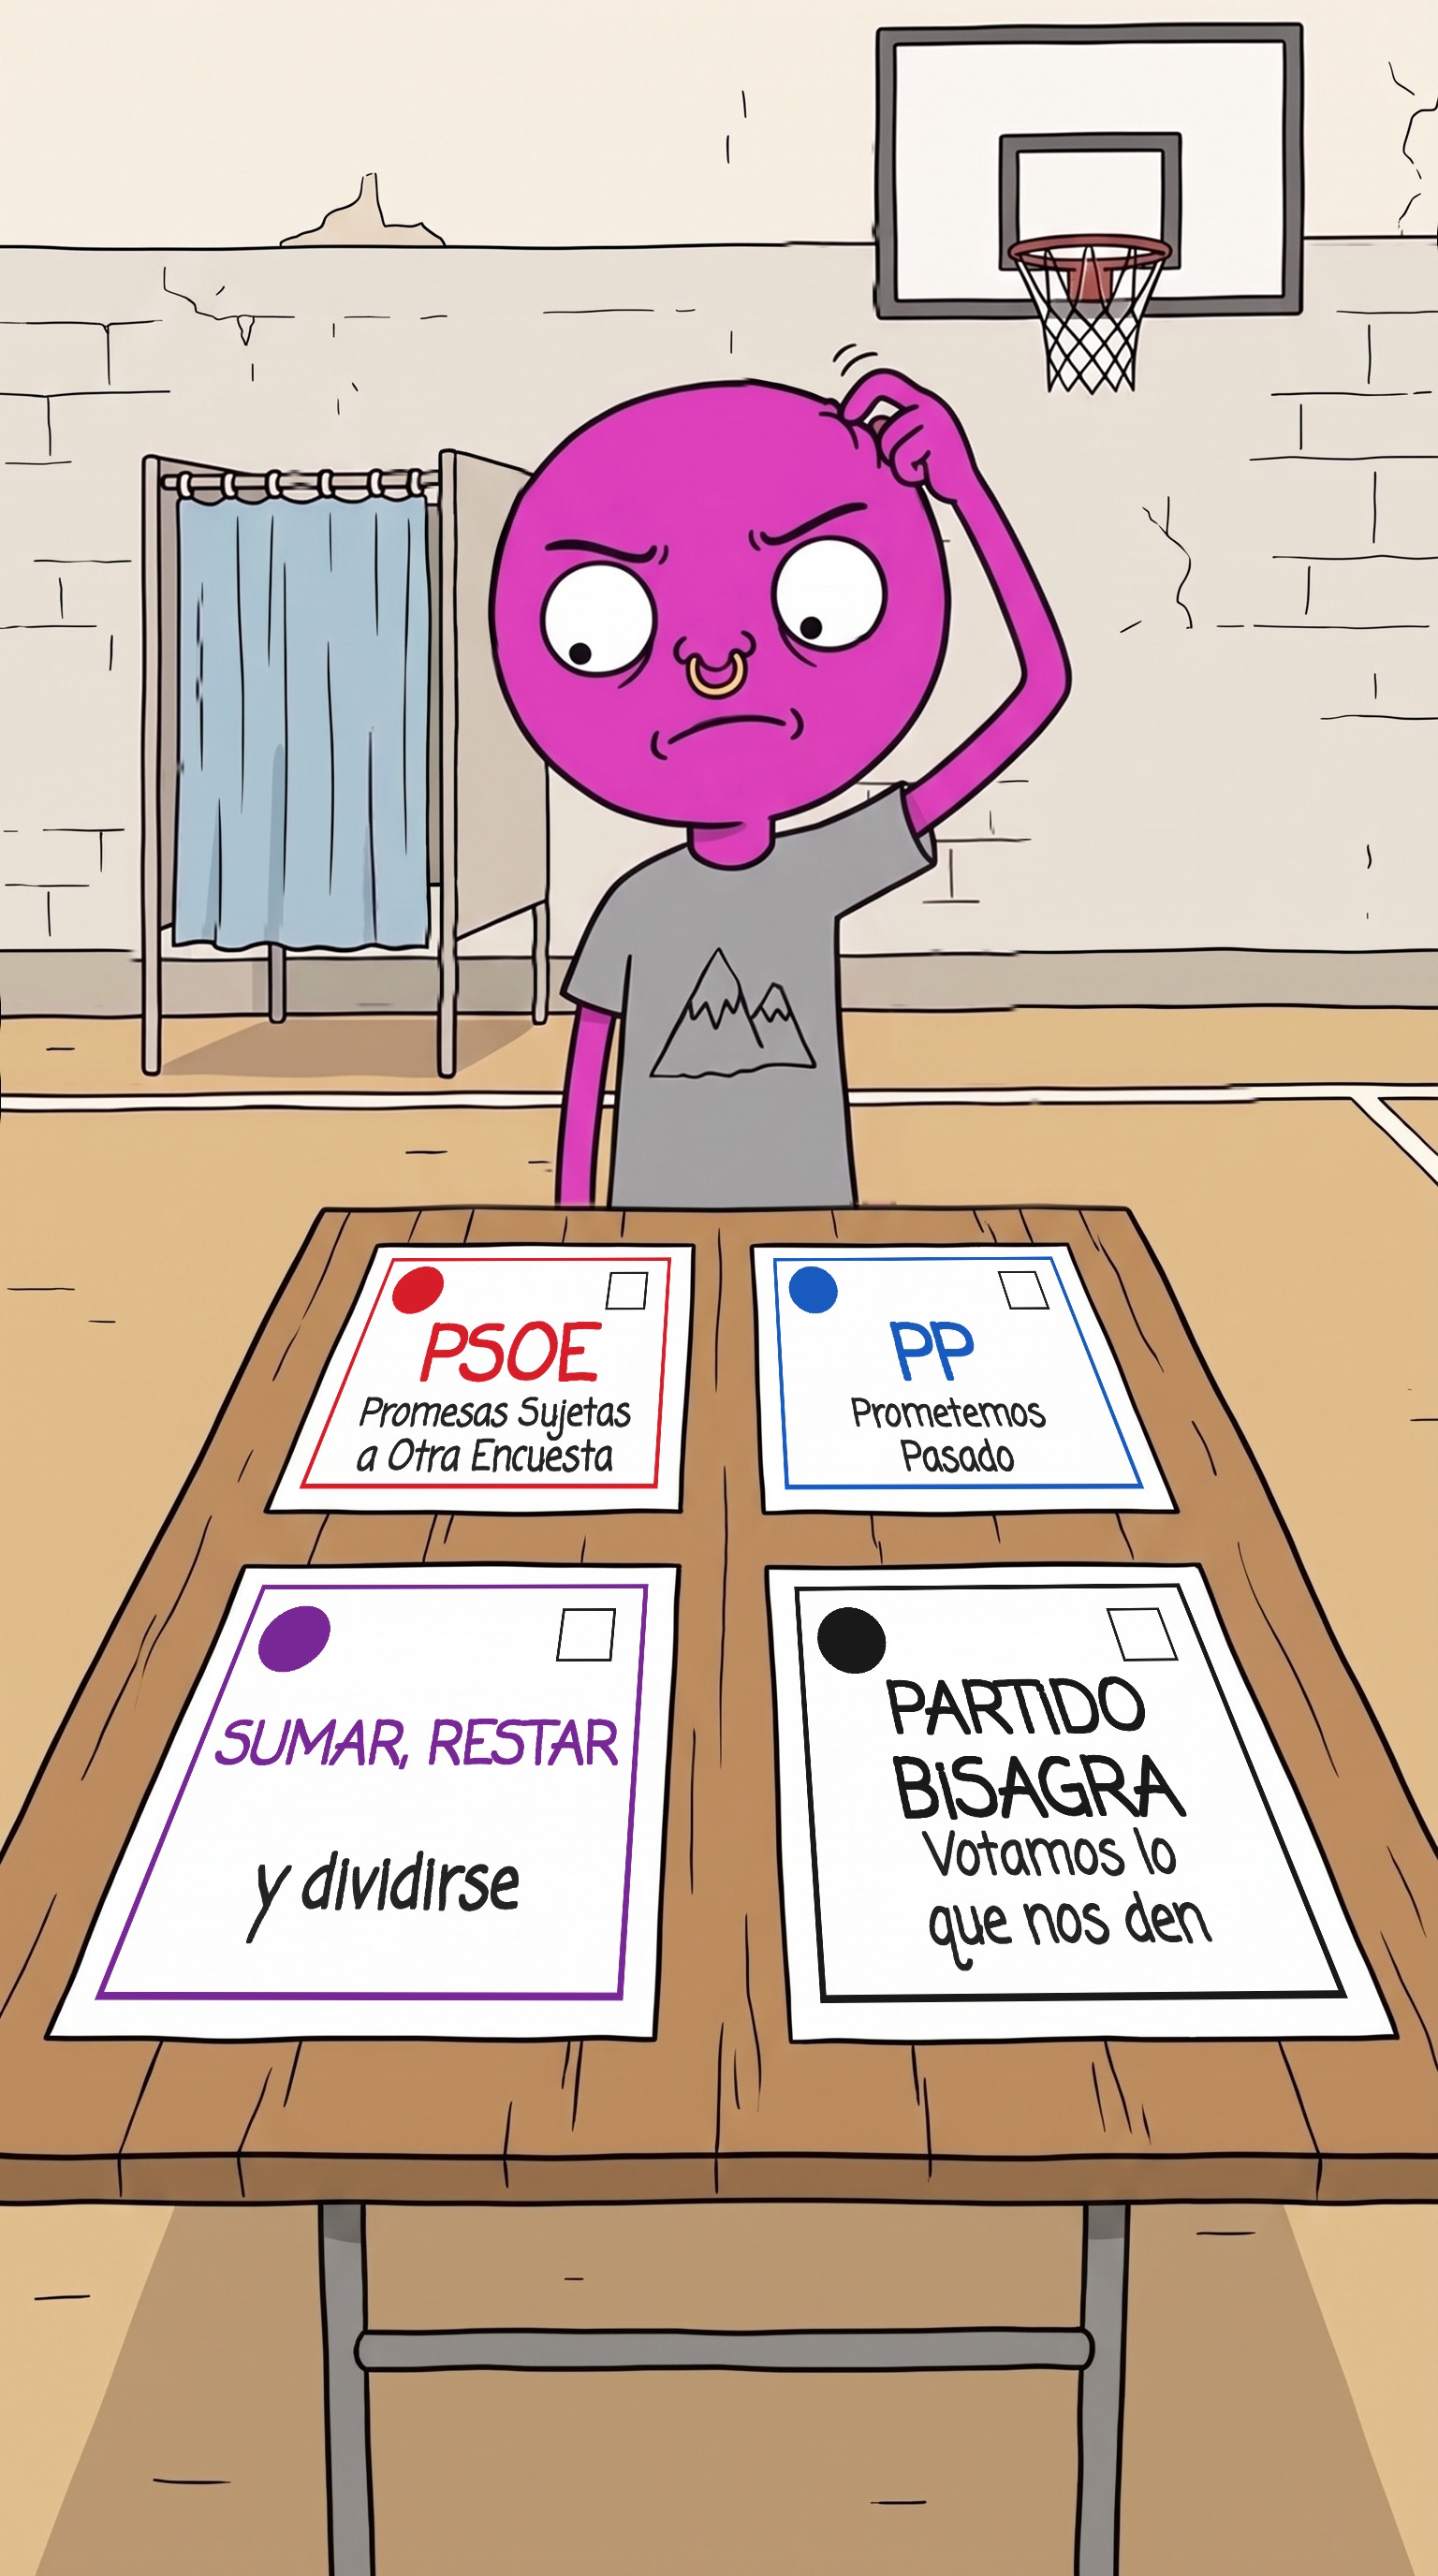 PSOE
Promesas Sujetas
a Otra Encuesta
PP
Prometemos
Pasado
SUMAR, RESTAR
y dividirse
PARTIDO
BiSAGRA
Votamos lo
que nos den